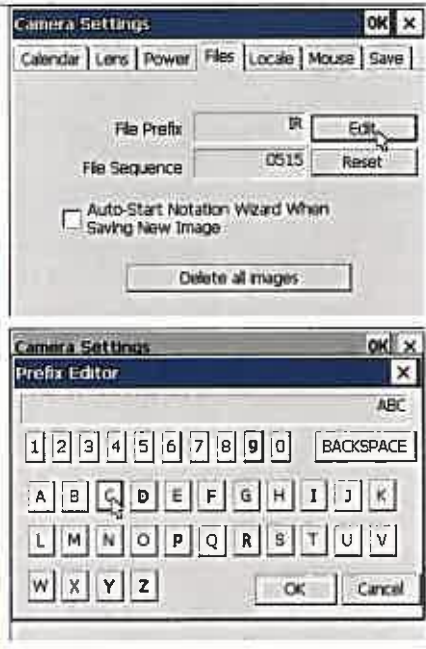 Camera Settings OK ×
Calendar Lens Power Files Locale Mouse Save
File Prefix IR Edit
File Sequence 0515 Reset
Auto-Start Notation Wizard When
Saving New Image
Delete all images
Camera Settings OK ×
Prefix Editor ×
ABC
1 2 3 4 5 6 7 8 9 0 BACKSPACE
A B C D E F G H I J K
L M N O P Q R S T U V
W X Y Z OK Cancel